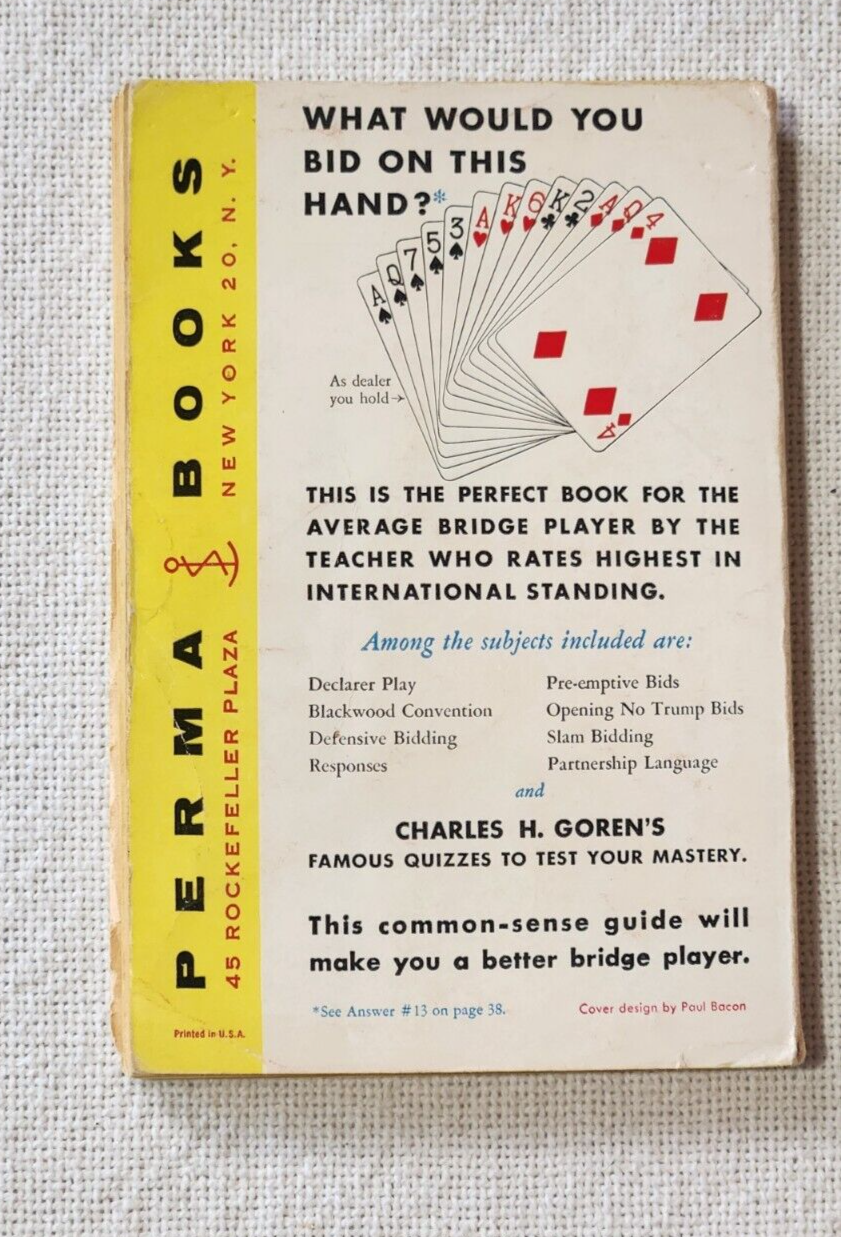 PERMA BOOKS
45 ROCKEFELLER PLAZA NEW YORK 20, N. Y.
Printed in U.S.A.
WHAT WOULD YOU
BID ON THIS
HAND?*
A Q 7 5 3 A K 6 K 2 A Q 4
4
As dealer
you hold→
THIS IS THE PERFECT BOOK FOR THE
AVERAGE BRIDGE PLAYER BY THE
TEACHER WHO RATES HIGHEST IN
INTERNATIONAL STANDING.
Among the subjects included are:
Declarer Play
Blackwood Convention
Defensive Bidding
Responses
Pre-emptive Bids
Opening No Trump Bids
Slam Bidding
Partnership Language
and
CHARLES H. GOREN'S
FAMOUS QUIZZES TO TEST YOUR MASTERY.
This common-sense guide will
make you a better bridge player.
*See Answer #13 on page 38.
Cover design by Paul Bacon